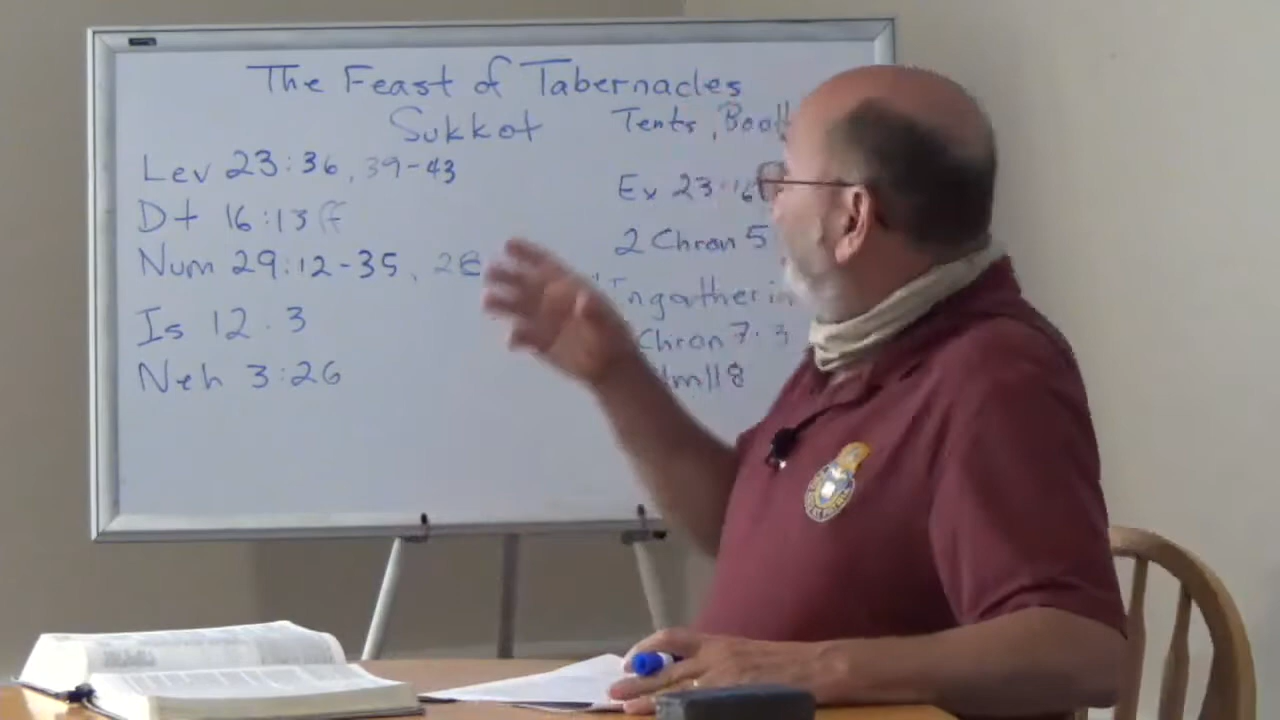 The Feast of Tabernacles
Sukkot
Tents, Booth
Lev 23:36, 39-43
Dt 16:13ff
Num 29:12-35, 28
Is 12.3
Neh 3:26
Ex 23:16
2 Chron 5
Ingatherin
Chron 7:3
118